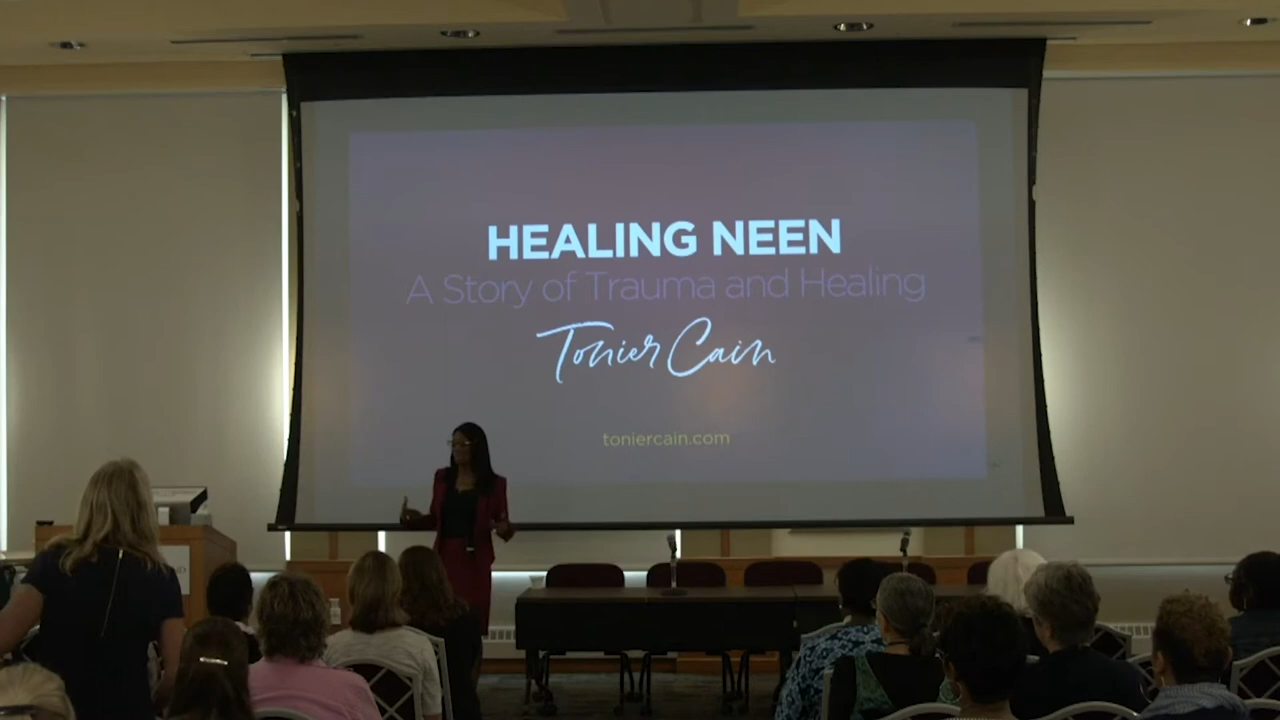 HEALING NEEN
A Story of Trauma and Healing
Tonier Cain
toniercain.com